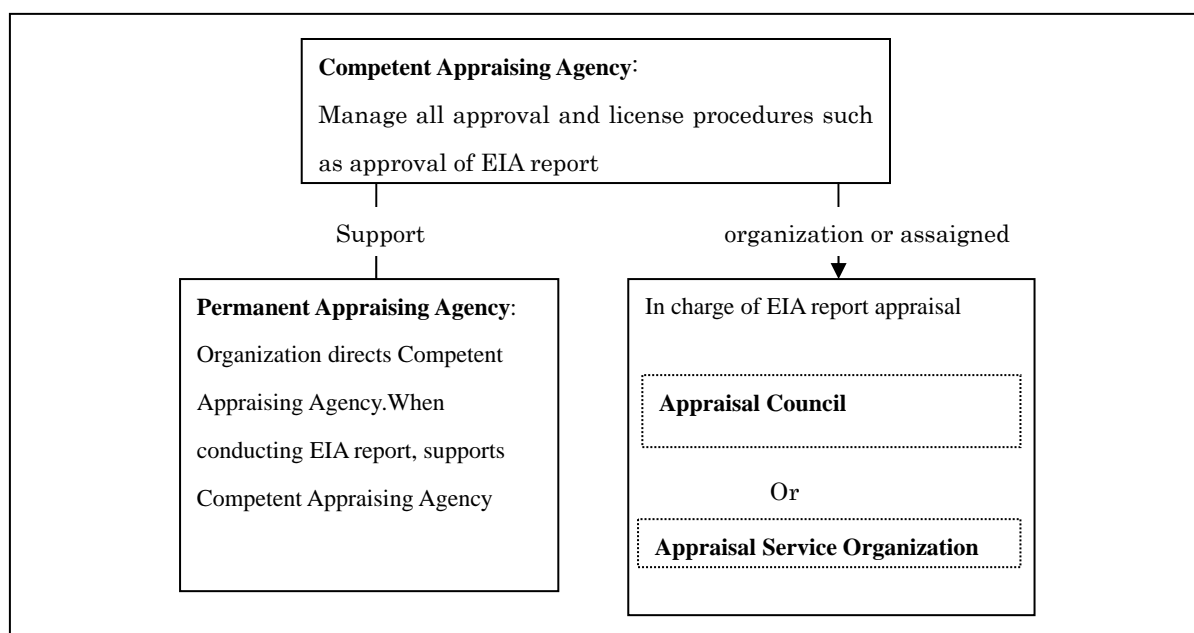 Competent Appraising Agency:
Manage all approval and license procedures such
as approval of EIA report
Support
organization or assaigned
Permanent Appraising Agency:
Organization directs Competent
Appraising Agency.When
conducting EIA report, supports
Competent Appraising Agency
In charge of EIA report appraisal
Appraisal Council
Or
Appraisal Service Organization